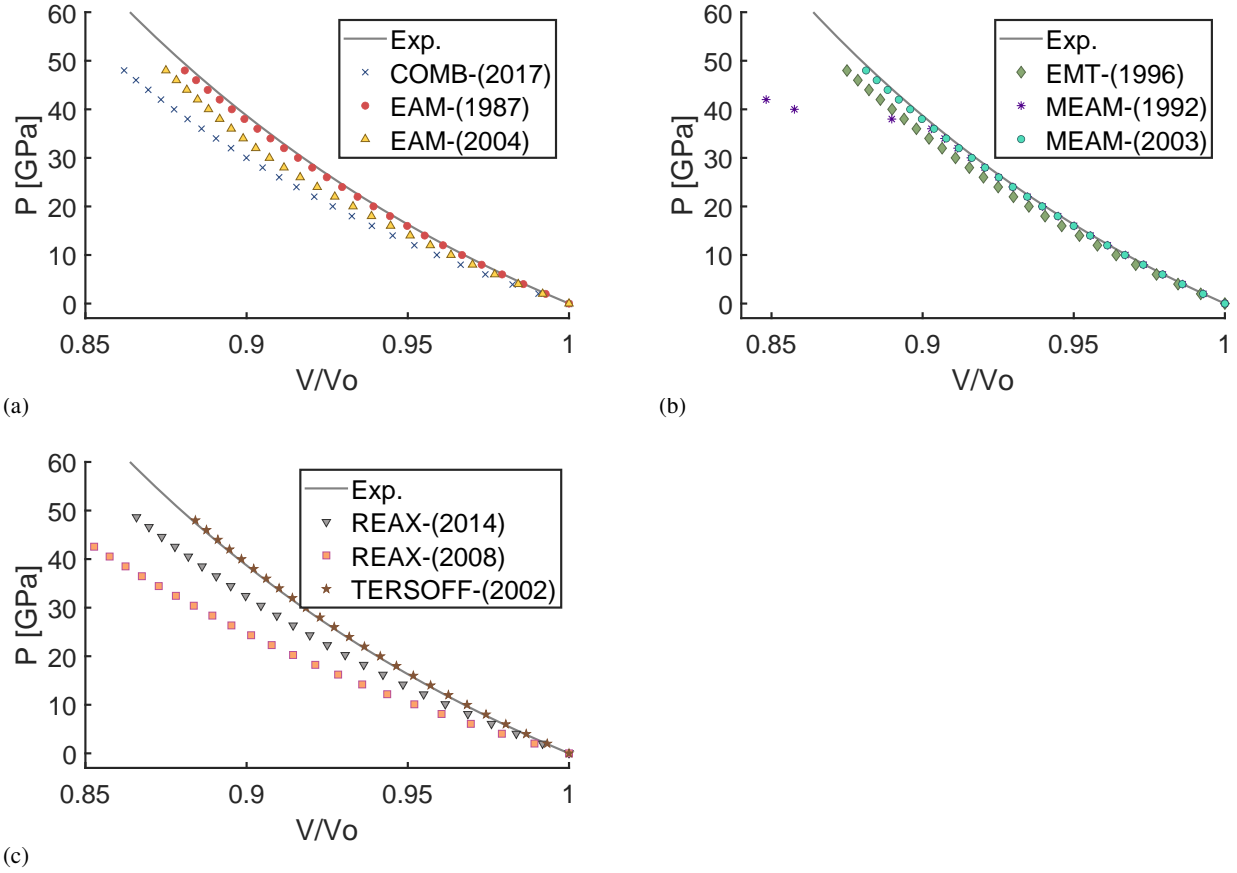 60
50
40
30
20
10
0
P [GPa]
0.85
0.9
0.95
1
V/Vo
Exp.
COMB-(2017)
EAM-(1987)
EAM-(2004)
(a)
60
50
40
30
20
10
0
P [GPa]
0.85
0.9
0.95
1
V/Vo
Exp.
EMT-(1996)
MEAM-(1992)
MEAM-(2003)
(b)
60
50
40
30
20
10
0
P [GPa]
0.85
0.9
0.95
1
V/Vo
Exp.
REAX-(2014)
REAX-(2008)
TERSOFF-(2002)
(c)